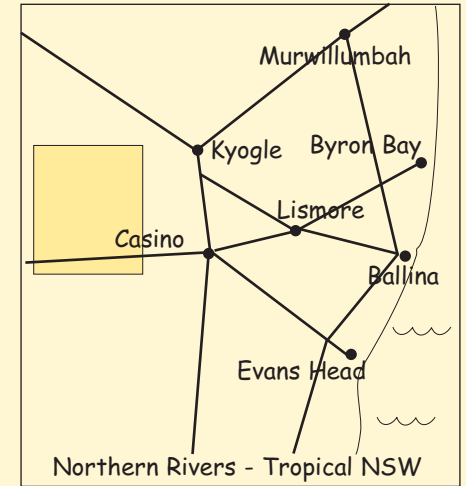 Murwillumbah
Byron Bay
Kyogle
Lismore
Casino
Ballina
Evans Head
Northern Rivers - Tropical NSW